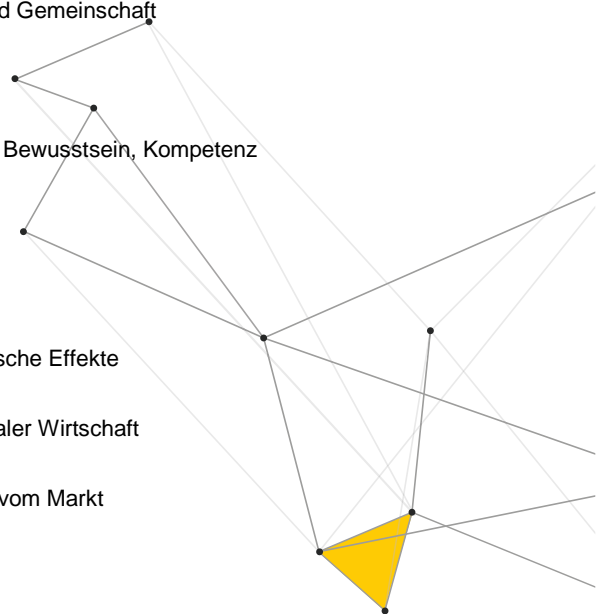 d Gemeinschaft
Bewusstsein, Kompetenz
sche Effekte
aler Wirtschaft
vom Markt